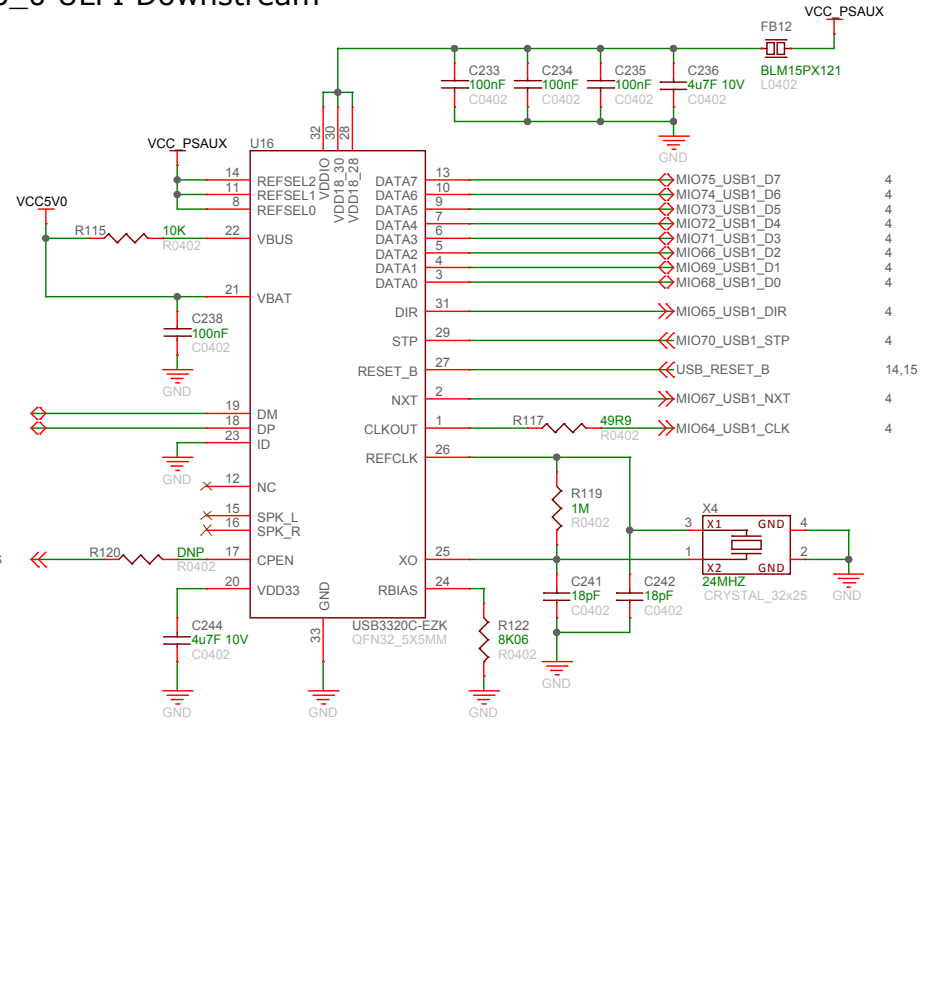 VCC_PSAUX
FB12
BLM15PX121
L0402
C233
100nF
C0402
C234
100nF
C0402
C235
100nF
C0402
C236
4u7F 10V
C0402
GND
VCC_PSAUX
U16
32
30
28
VDDIO
VDD18_30
VDD18_28
14 REFSEL2
11 REFSEL1
8 REFSEL0
VCC5V0
R115 10K
R0402
22 VBUS
21 VBAT
C238
100nF
C0402
GND
19 DM
18 DP
23 ID
GND
12 NC
15 SPK_L
16 SPK_R
R120 DNP
R0402
17 CPEN
20 VDD33
C244
4u7F 10V
C0402
GND
GND
33
GND
DATA7 13 MIO75_USB1_D7 4
DATA6 10 MIO74_USB1_D6 4
DATA5 9 MIO73_USB1_D5 4
DATA4 7 MIO72_USB1_D4 4
DATA3 6 MIO71_USB1_D3 4
DATA2 5 MIO66_USB1_D2 4
DATA1 4 MIO69_USB1_D1 4
DATA0 3 MIO68_USB1_D0 4
DIR 31 MIO65_USB1_DIR 4
STP 29 MIO70_USB1_STP 4
RESET_B 27 USB_RESET_B 14,15
NXT 2 MIO67_USB1_NXT 4
CLKOUT 1 R117 49R9 MIO64_USB1_CLK 4
R0402
REFCLK 26
R119
1M
R0402
XO 25
RBIAS 24
USB3320C-EZK
QFN32_5X5MM
R122
8K06
R0402
GND
C241
18pF
C0402
C242
18pF
C0402
GND
X4
3 X1 GND 4
1 X2 GND 2
24MHZ
CRYSTAL_32x25
GND